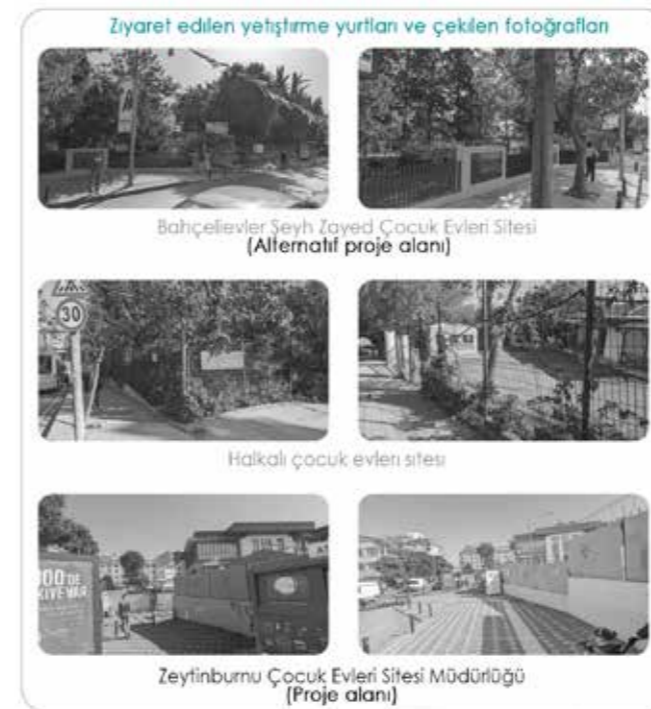 Ziyaret edilen yetiştirme yurtları ve çekilen fotoğrafları
Bahçelievler Şeyh Zayed Çocuk Evleri Sitesi
(Alternatif proje alanı)
30
Halkalı çocuk evleri sitesi
Zeytinburnu Çocuk Evleri Sitesi Müdürlüğü
(Proje alanı)